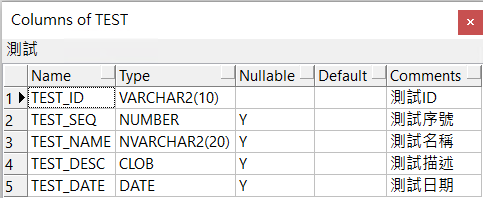 Columns of TEST
測試
Name Type Nullable Default Comments
1 TEST_ID VARCHAR2(10) 測試ID
2 TEST_SEQ NUMBER Y 測試序號
3 TEST_NAME NVARCHAR2(20) Y 測試名稱
4 TEST_DESC CLOB Y 測試描述
5 TEST_DATE DATE Y 測試日期